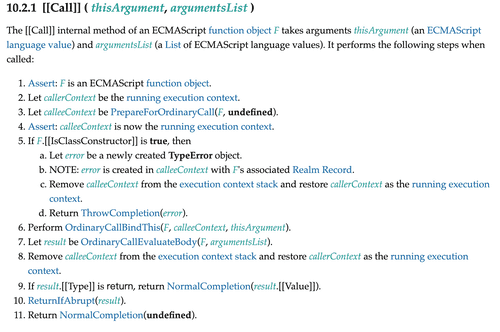 10.2.1 [[Call]] ( thisArgument, argumentsList )
The [[Call]] internal method of an ECMAScript function object F takes arguments thisArgument (an ECMAScript
language value) and argumentsList (a List of ECMAScript language values). It performs the following steps when
called:
1. Assert: F is an ECMAScript function object.
2. Let callerContext be the running execution context.
3. Let calleeContext be PrepareForOrdinaryCall(F, undefined).
4. Assert: calleeContext is now the running execution context.
5. If F.[[IsClassConstructor]] is true, then
a. Let error be a newly created TypeError object.
b. NOTE: error is created in calleeContext with F's associated Realm Record.
c. Remove calleeContext from the execution context stack and restore callerContext as the running execution
context.
d. Return ThrowCompletion(error).
6. Perform OrdinaryCallBindThis(F, calleeContext, thisArgument).
7. Let result be OrdinaryCallEvaluateBody(F, argumentsList).
8. Remove calleeContext from the execution context stack and restore callerContext as the running execution
context.
9. If result.[[Type]] is return, return NormalCompletion(result.[[Value]]).
10. ReturnIfAbrupt(result).
11. Return NormalCompletion(undefined).